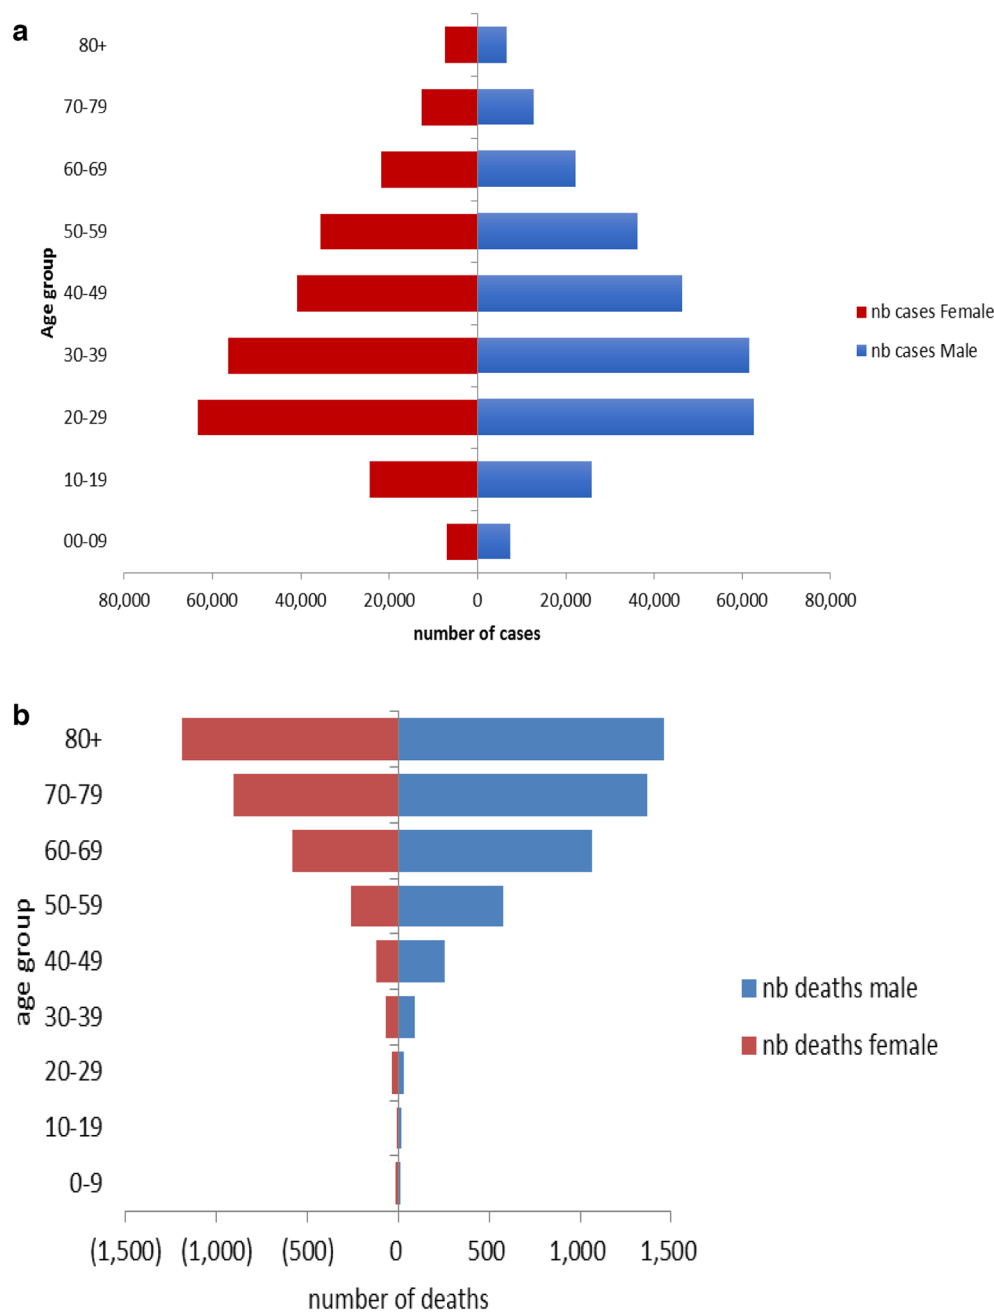 a
80+
70-79
60-69
50-59
40-49
30-39
20-29
10-19
00-09
Age group
80,000 60,000 40,000 20,000 0 20,000 40,000 60,000 80,000
number of cases
nb cases Female
nb cases Male
b
80+
70-79
60-69
50-59
40-49
30-39
20-29
10-19
0-9
age group
(1,500) (1,000) (500) 0 500 1,000 1,500
number of deaths
nb deaths male
nb deaths female